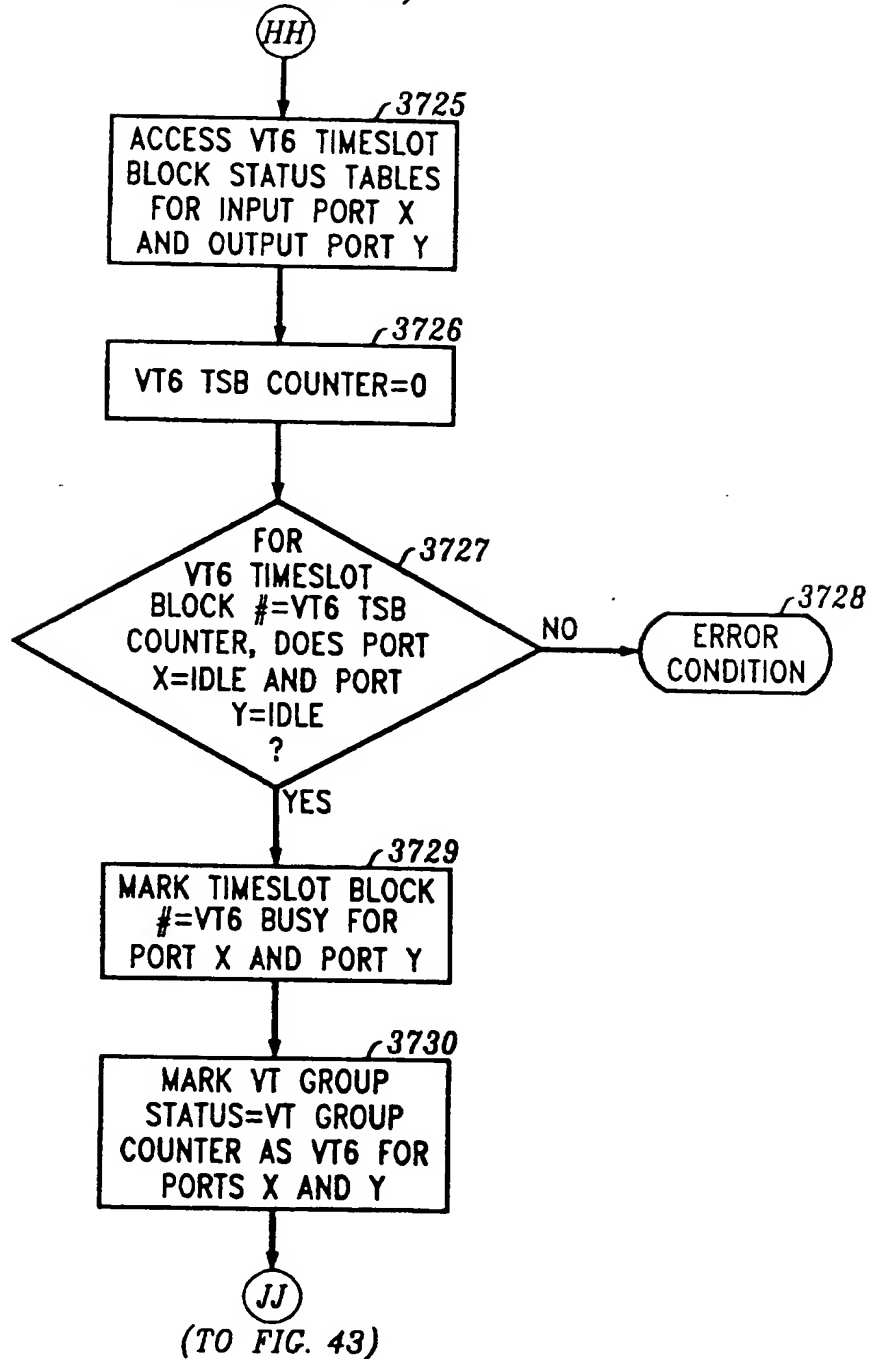 HH
3725
ACCESS VT6 TIMESLOT
BLOCK STATUS TABLES
FOR INPUT PORT X
AND OUTPUT PORT Y
3726
VT6 TSB COUNTER=0
3727
FOR
VT6 TIMESLOT
BLOCK #=VT6 TSB
COUNTER, DOES PORT
X=IDLE AND PORT
Y=IDLE
?
NO
3728
ERROR
CONDITION
YES
3729
MARK TIMESLOT BLOCK
#=VT6 BUSY FOR
PORT X AND PORT Y
3730
MARK VT GROUP
STATUS=VT GROUP
COUNTER AS VT6 FOR
PORTS X AND Y
JJ
(TO FIG. 43)